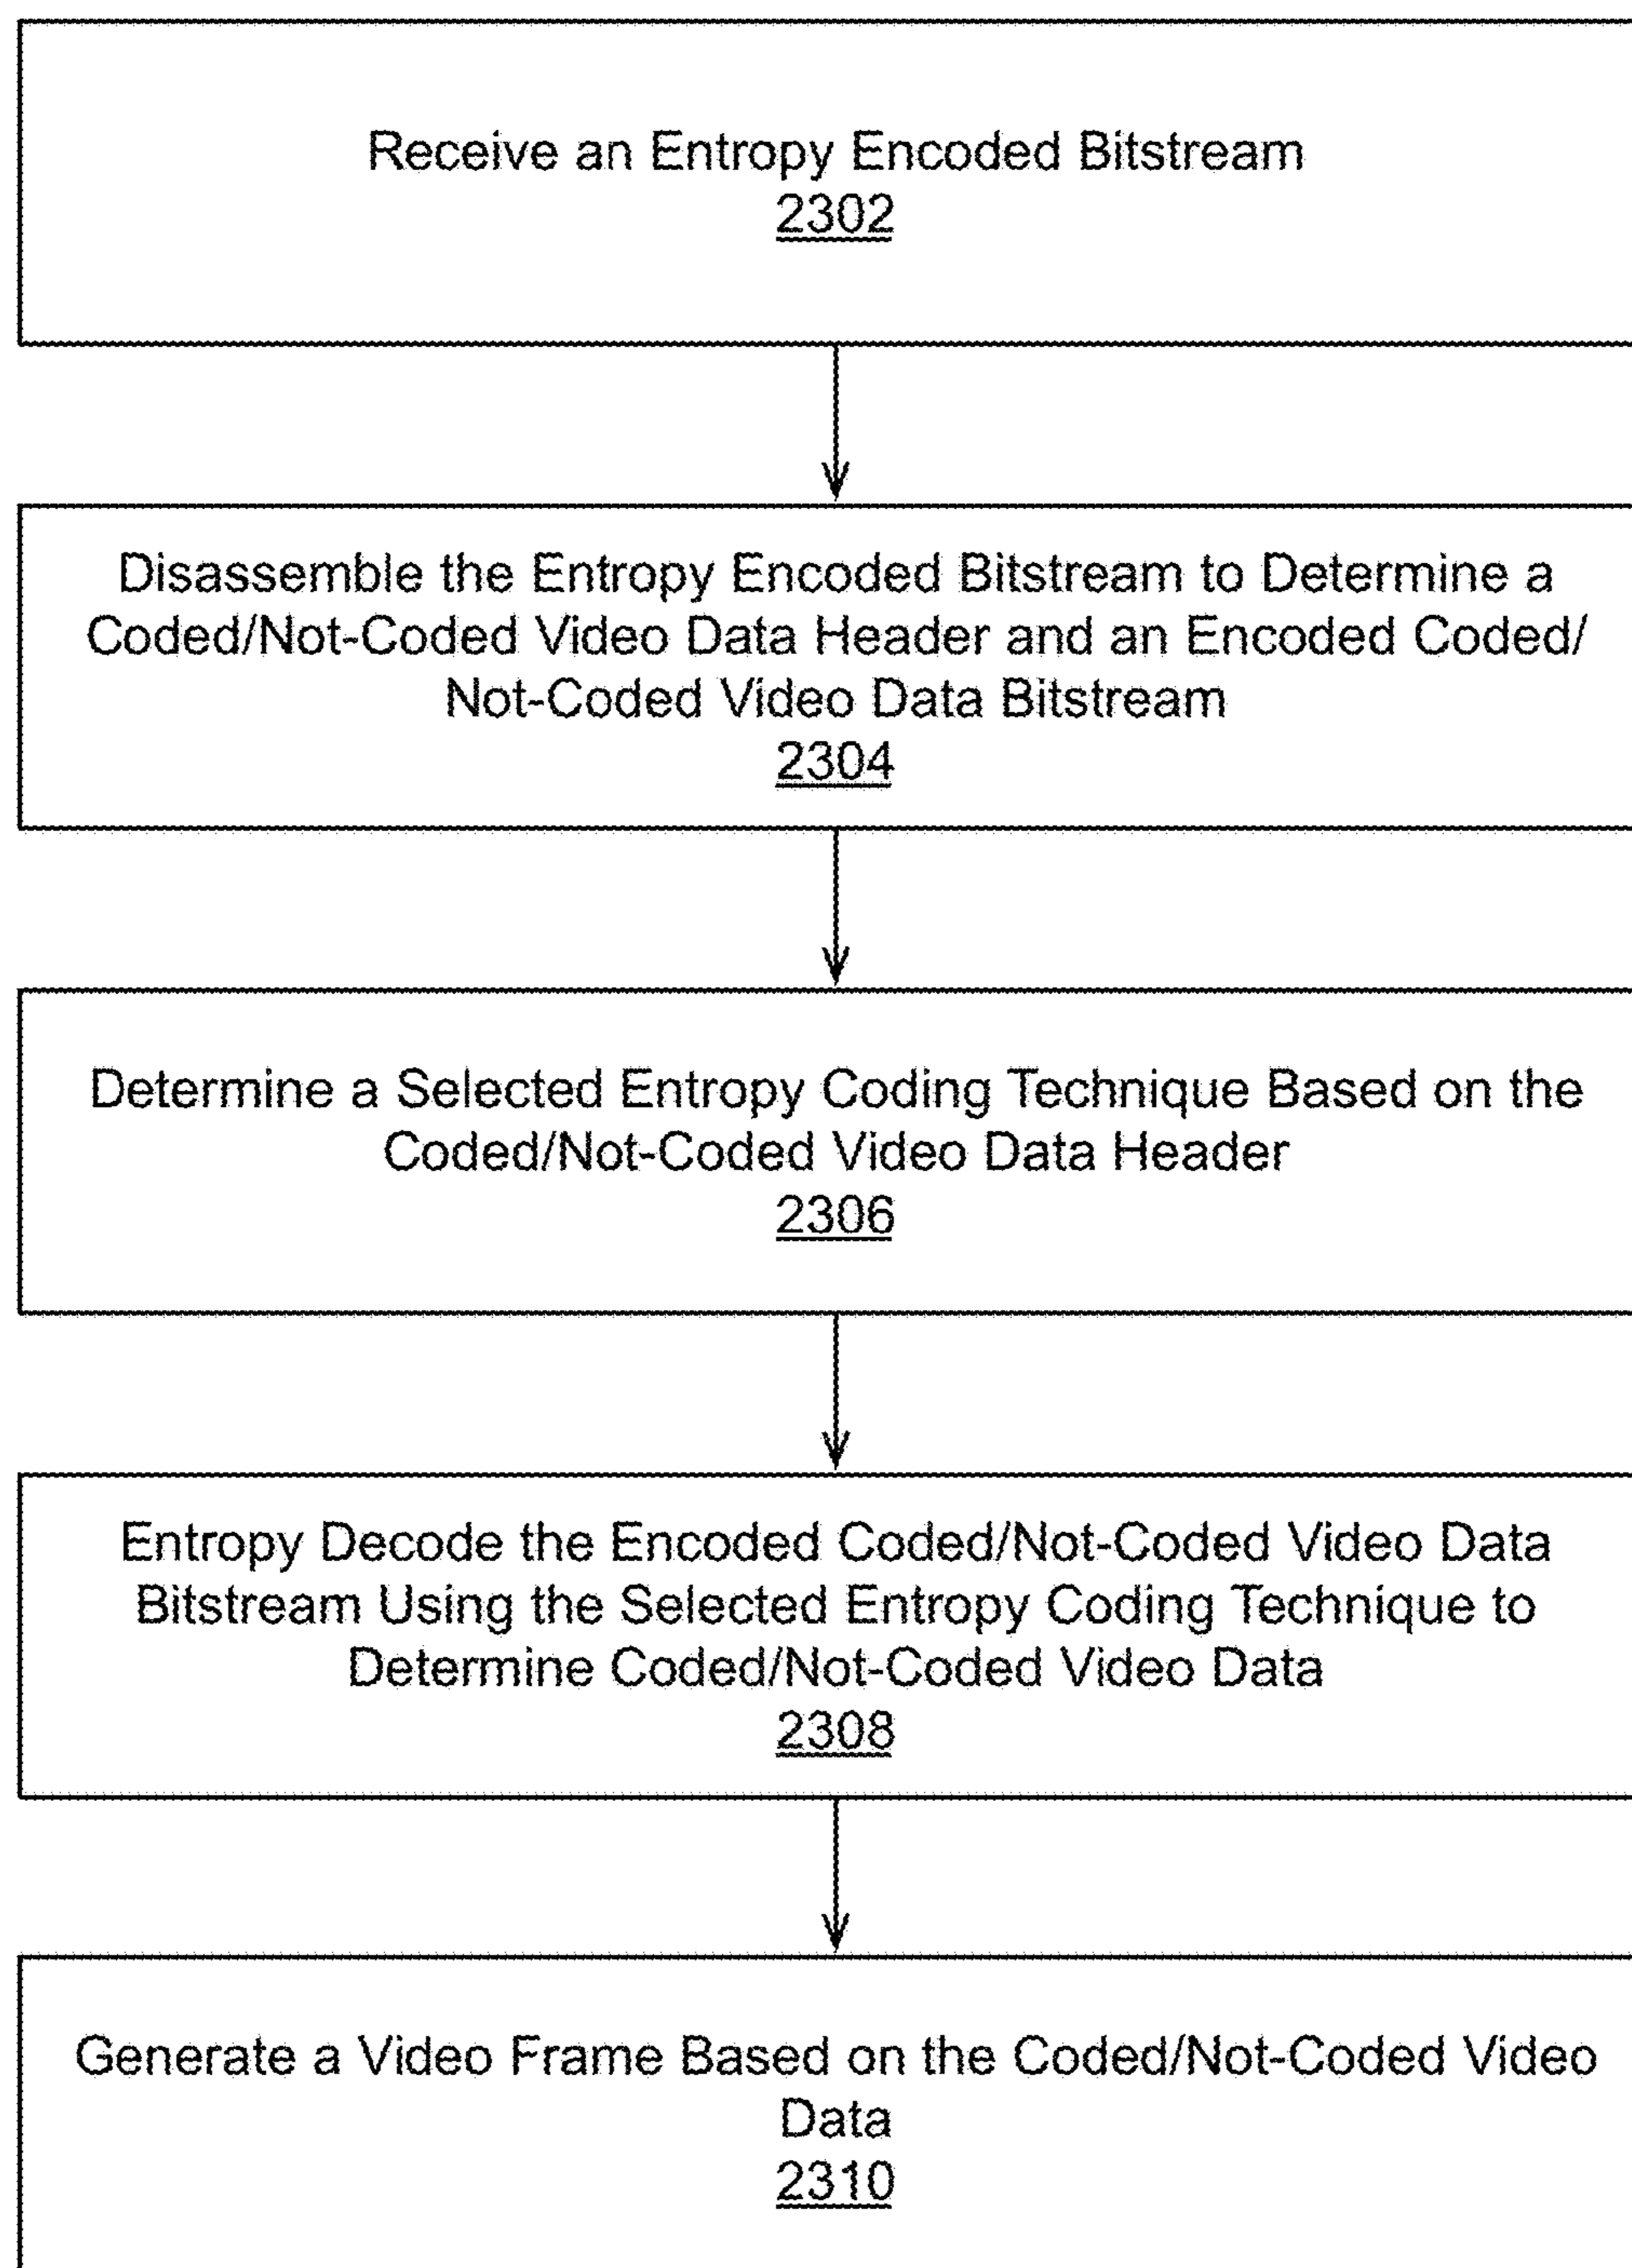 Receive an Entropy Encoded Bitstream
2302
Disassemble the Entropy Encoded Bitstream to Determine a
Coded/Not-Coded Video Data Header and an Encoded Coded/
Not-Coded Video Data Bitstream
2304
Determine a Selected Entropy Coding Technique Based on the
Coded/Not-Coded Video Data Header
2306
Entropy Decode the Encoded Coded/Not-Coded Video Data
Bitstream Using the Selected Entropy Coding Technique to
Determine Coded/Not-Coded Video Data
2308
Generate a Video Frame Based on the Coded/Not-Coded Video
Data
2310